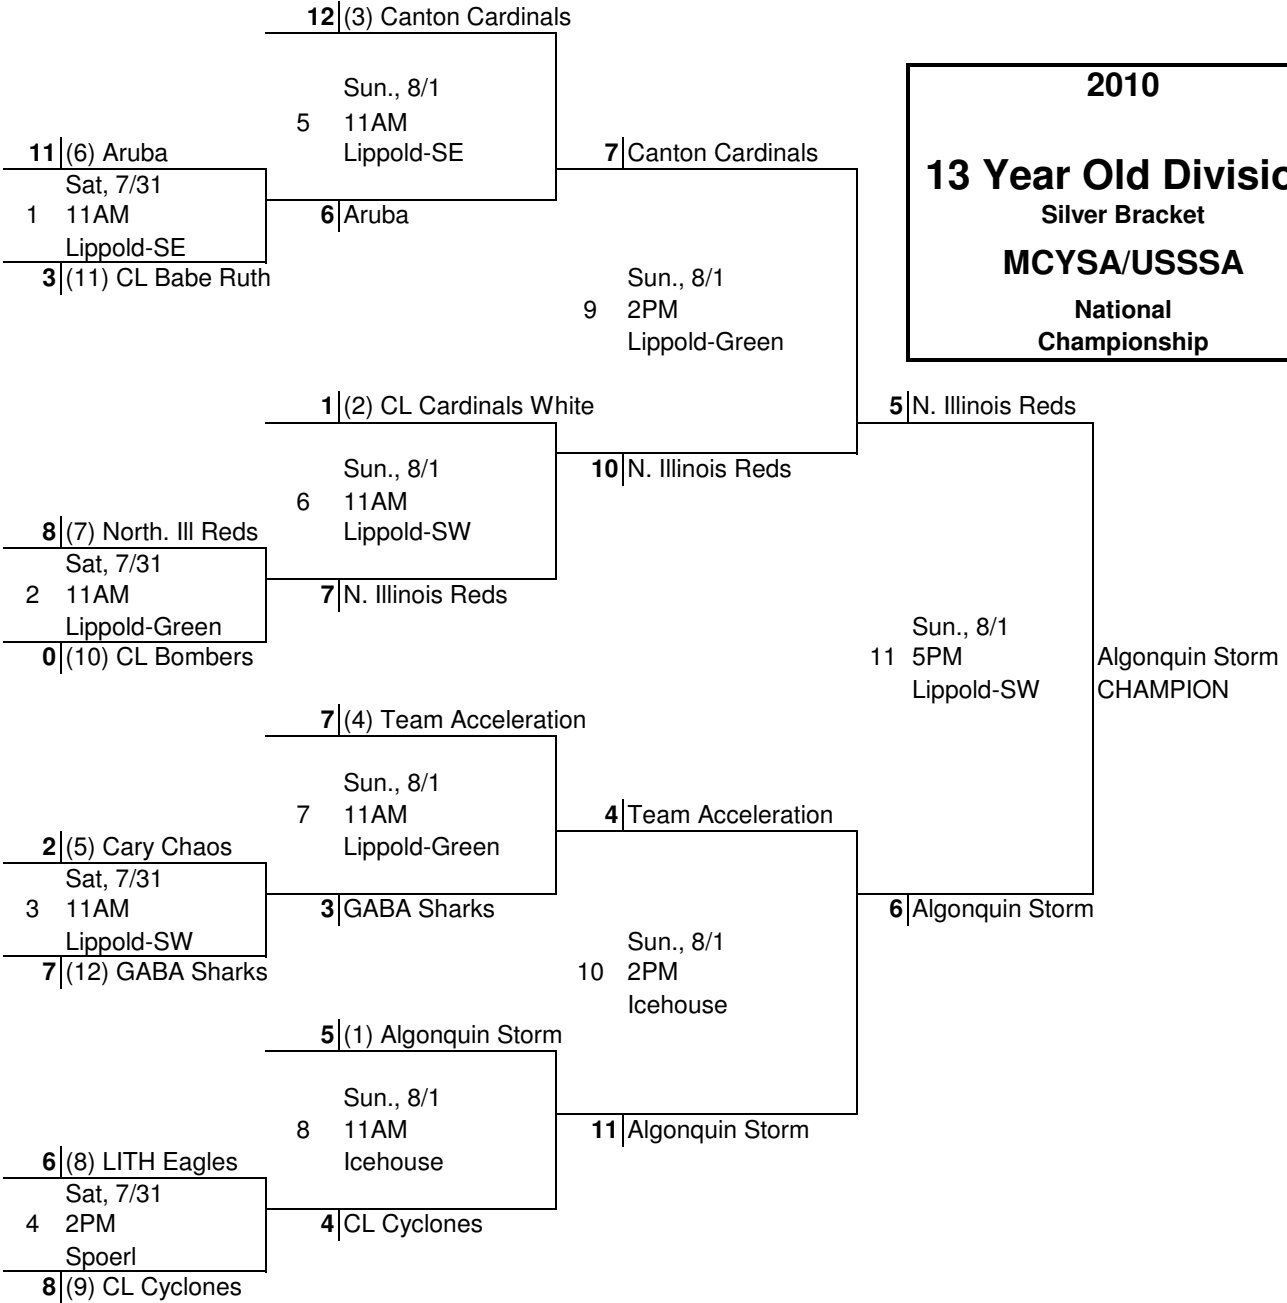 12 (3) Canton Cardinals
Sun., 8/1
5 11AM
Lippold-SE
11 (6) Aruba
Sat, 7/31
1 11AM
Lippold-SE
3 (11) CL Babe Ruth
6 Aruba
7 Canton Cardinals
Sun., 8/1
9 2PM
Lippold-Green
2010
13 Year Old Divisio
Silver Bracket
MCYSA/USSSA
National
Championship
1 (2) CL Cardinals White
Sun., 8/1
6 11AM
Lippold-SW
8 (7) North. Ill Reds
Sat, 7/31
2 11AM
Lippold-Green
0 (10) CL Bombers
7 N. Illinois Reds
10 N. Illinois Reds
5 N. Illinois Reds
Sun., 8/1
11 5PM
Lippold-SW
Algonquin Storm
CHAMPION
7 (4) Team Acceleration
Sun., 8/1
7 11AM
Lippold-Green
2 (5) Cary Chaos
Sat, 7/31
3 11AM
Lippold-SW
7 (12) GABA Sharks
3 GABA Sharks
4 Team Acceleration
Sun., 8/1
10 2PM
Icehouse
6 Algonquin Storm
5 (1) Algonquin Storm
Sun., 8/1
8 11AM
Icehouse
11 Algonquin Storm
6 (8) LITH Eagles
Sat, 7/31
4 2PM
Spoerl
8 (9) CL Cyclones
4 CL Cyclones